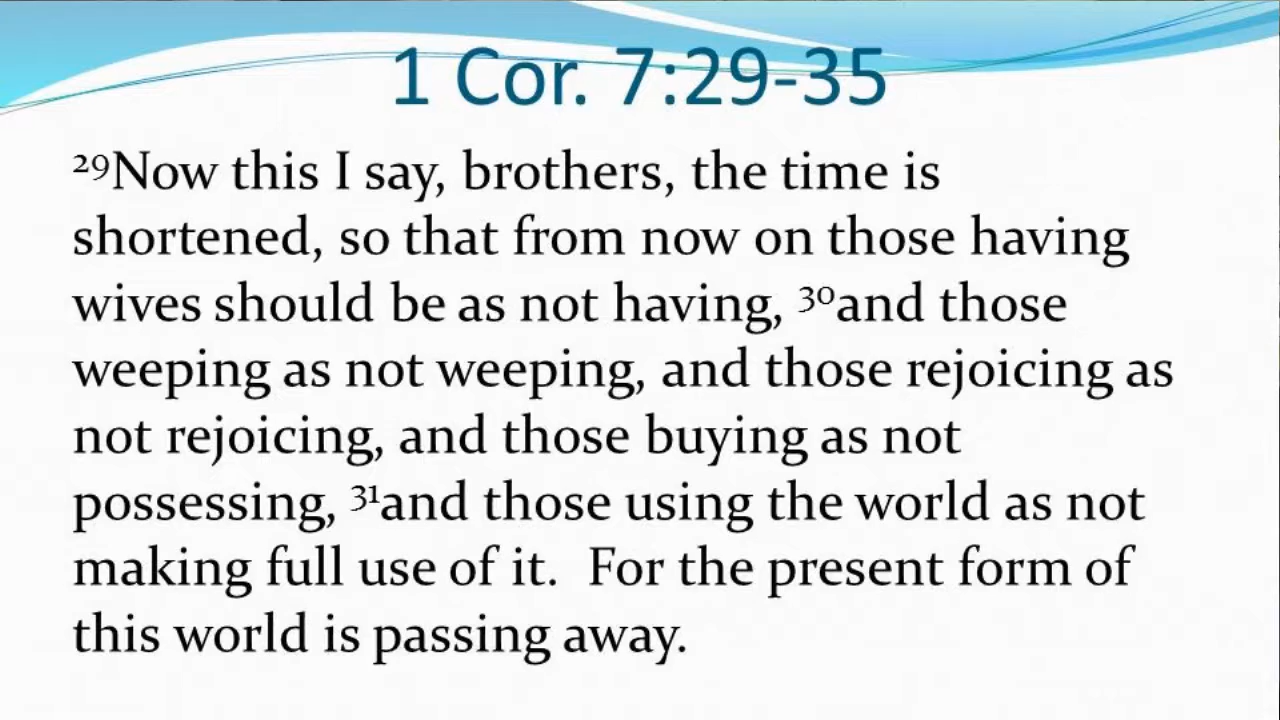 1 Cor. 7:29-35
²⁹Now this I say, brothers, the time is
shortened, so that from now on those having
wives should be as not having, ³⁰and those
weeping as not weeping, and those rejoicing as
not rejoicing, and those buying as not
possessing, ³¹and those using the world as not
making full use of it.  For the present form of
this world is passing away.